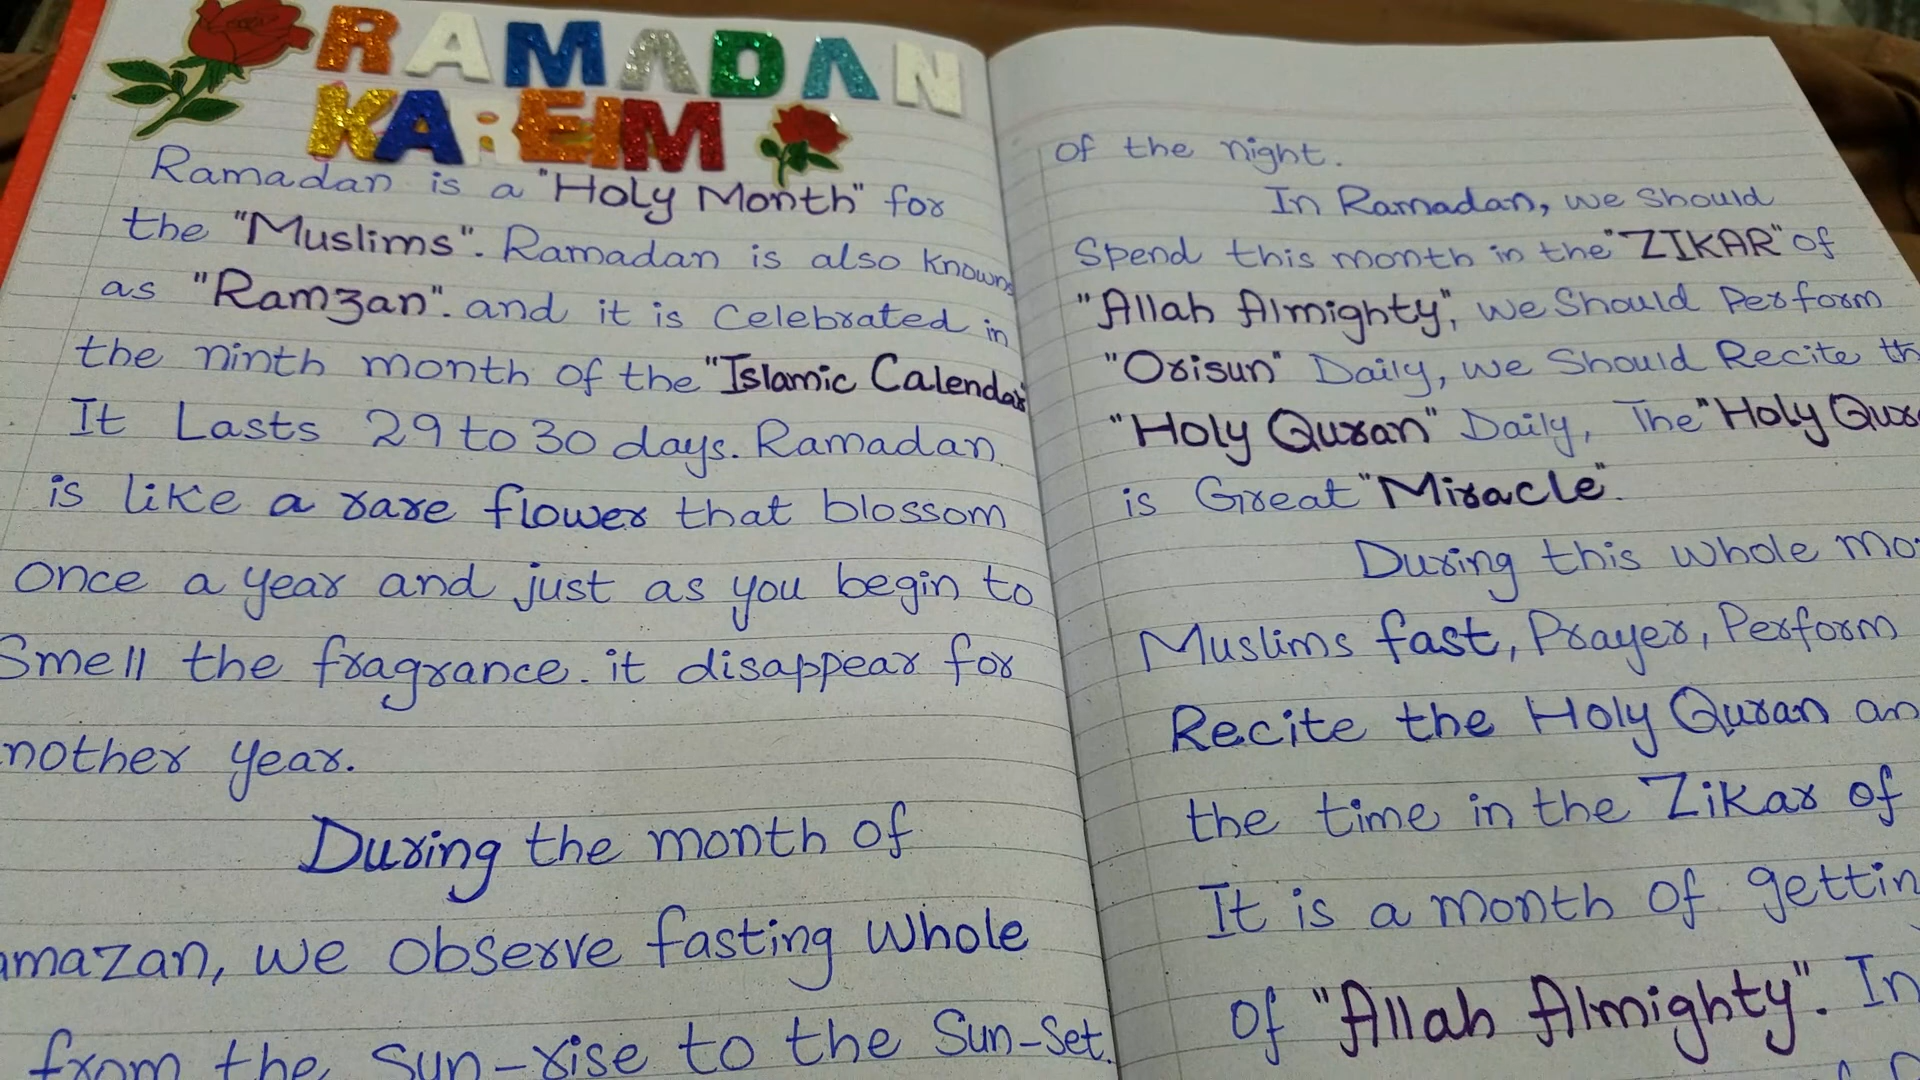 RAMADAN
KAREEM
Ramadan is a "Holy Month" for
the "Muslims". Ramadan is also known
as "Ramzan". and it is Celebrated in
the ninth month of the "Islamic Calendar
It Lasts 29 to 30 days. Ramadan
is like a rare flower that blossom
once a year and just as you begin to
Smell the fragrance. it disappear for
nother year.
During the month of
amazan, we observe fasting whole
from the Sun-rise to the Sun-Set.
of the night.
In Ramadan, we should
Spend this month in the "ZIKAR" of
"Allah Almighty", we Should Perform
"Orisun" Daily, we Should Recite th
"Holy Quran" Daily, The "Holy Qur
is Great "Miracle".
During this whole mo
Muslims fast, Prayer, Perform
Recite the Holy Quran an
the time in the Zikar of
It is a month of gettin
of "Allah Almighty". In